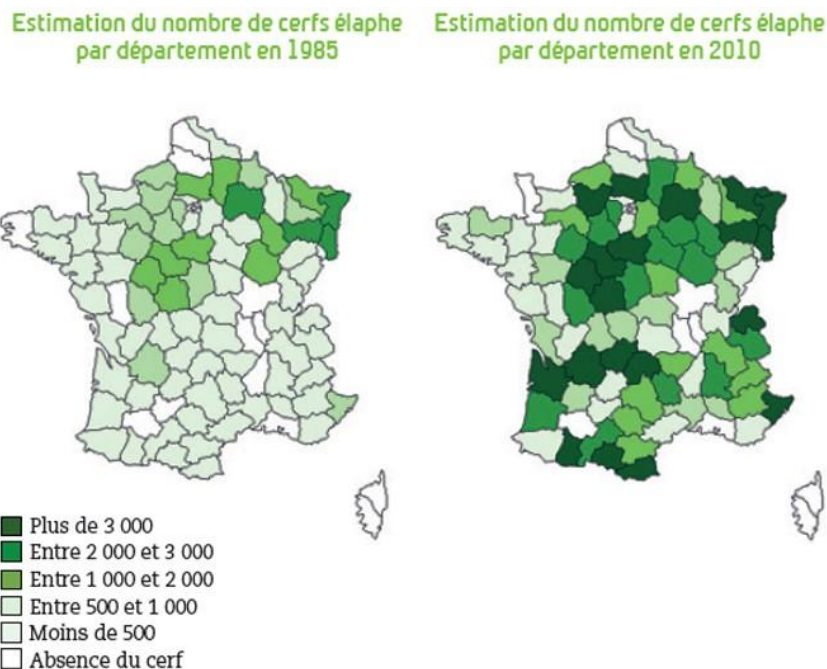 Estimation du nombre de cerfs élaphe
par département en 1985
Estimation du nombre de cerfs élaphe
par département en 2010
Plus de 3 000
Entre 2 000 et 3 000
Entre 1 000 et 2 000
Entre 500 et 1 000
Moins de 500
Absence du cerf